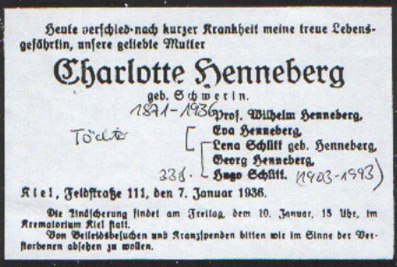 Heute verschied nach kurzer Krankheit meine treue Lebens-
gefährtin, unsere geliebte Mutter
Charlotte Henneberg
geb. Schwerin.
1871-1936 Prof. Wilhelm Henneberg,
Töchter Eva Henneberg,
Lena Schütt geb. Henneberg,
Georg Henneberg,
338. Hugo Schütt. (1903-1993)
Kiel, Feldstraße 111, den 7. Januar 1936.
Die Einäscherung findet am Freitag, dem 10. Januar, 15 Uhr, im
Krematorium Kiel statt.
Von Beileidsbesuchen und Kranzspenden bitten wir im Sinne der Ver-
storbenen absehen zu wollen.